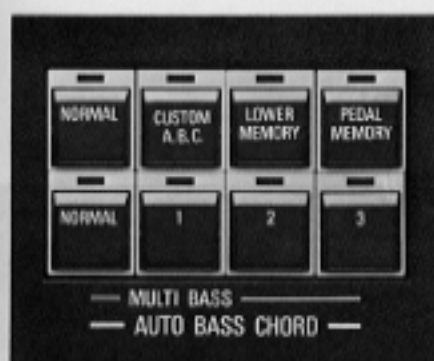 NORMAL CUSTOM A.B.C. LOWER MEMORY PEDAL MEMORY
NORMAL 1 2 3
MULTI BASS
AUTO BASS CHORD